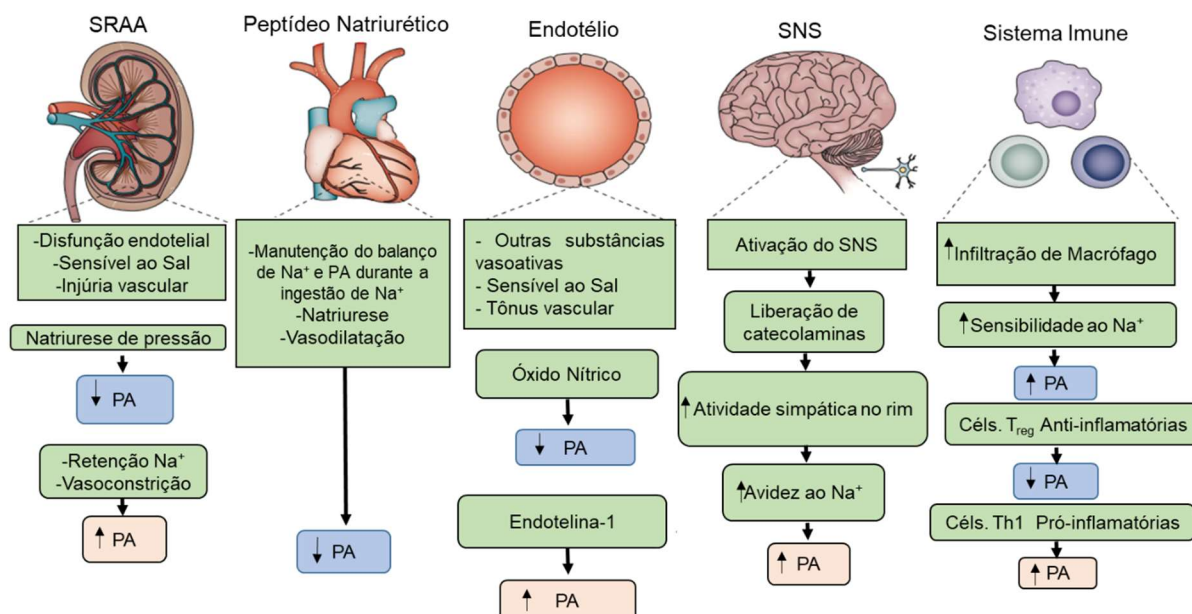 SRAA
-Disfunção endotelial
-Sensível ao Sal
-Injúria vascular
Natriurese de pressão
↓ PA
-Retenção Na⁺
-Vasoconstrição
↑ PA
Peptídeo Natriurético
-Manutenção do balanço
de Na⁺ e PA durante a
ingestão de Na⁺
-Natriurese
-Vasodilatação
↓ PA
Endotélio
- Outras substâncias
vasoativas
- Sensível ao Sal
- Tônus vascular
Óxido Nítrico
↓ PA
Endotelina-1
↑ PA
SNS
Ativação do SNS
Liberação de
catecolaminas
↑Atividade simpática no rim
↑Avidez ao Na⁺
↑ PA
Sistema Imune
↑Infiltração de Macrófago
↑Sensibilidade ao Na⁺
↑ PA
Céls. Treg Anti-inflamatórias
↓ PA
Céls. Th1 Pró-inflamatórias
↑ PA